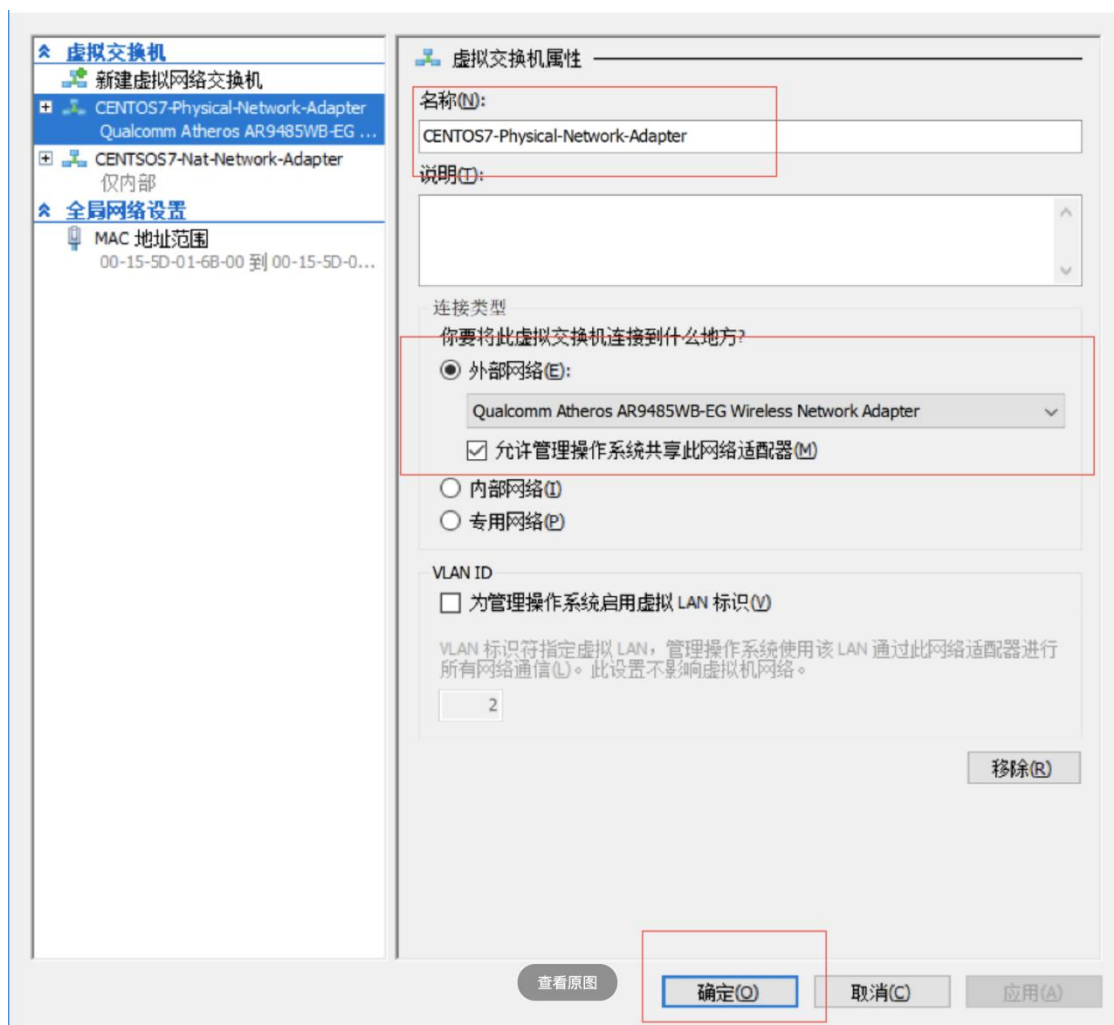 虚拟交换机
新建虚拟网络交换机
CENTOS7-Physical-Network-Adapter
Qualcomm Atheros AR9485WB-EG ...
CENTSOS7-Nat-Network-Adapter
仅内部
全局网络设置
MAC 地址范围
00-15-5D-01-6B-00 到 00-15-5D-0...
虚拟交换机属性
名称(N):
CENTOS7-Physical-Network-Adapter
说明(T):
连接类型
你要将此虚拟交换机连接到什么地方?
外部网络(E):
Qualcomm Atheros AR9485WB-EG Wireless Network Adapter
允许管理操作系统共享此网络适配器(M)
内部网络(I)
专用网络(P)
VLAN ID
为管理操作系统启用虚拟 LAN 标识(V)
VLAN 标识符指定虚拟 LAN，管理操作系统使用该 LAN 通过此网络适配器进行
所有网络通信(L)。此设置不影响虚拟机网络。
2
移除(R)
查看原图
确定(O)
取消(C)
应用(A)